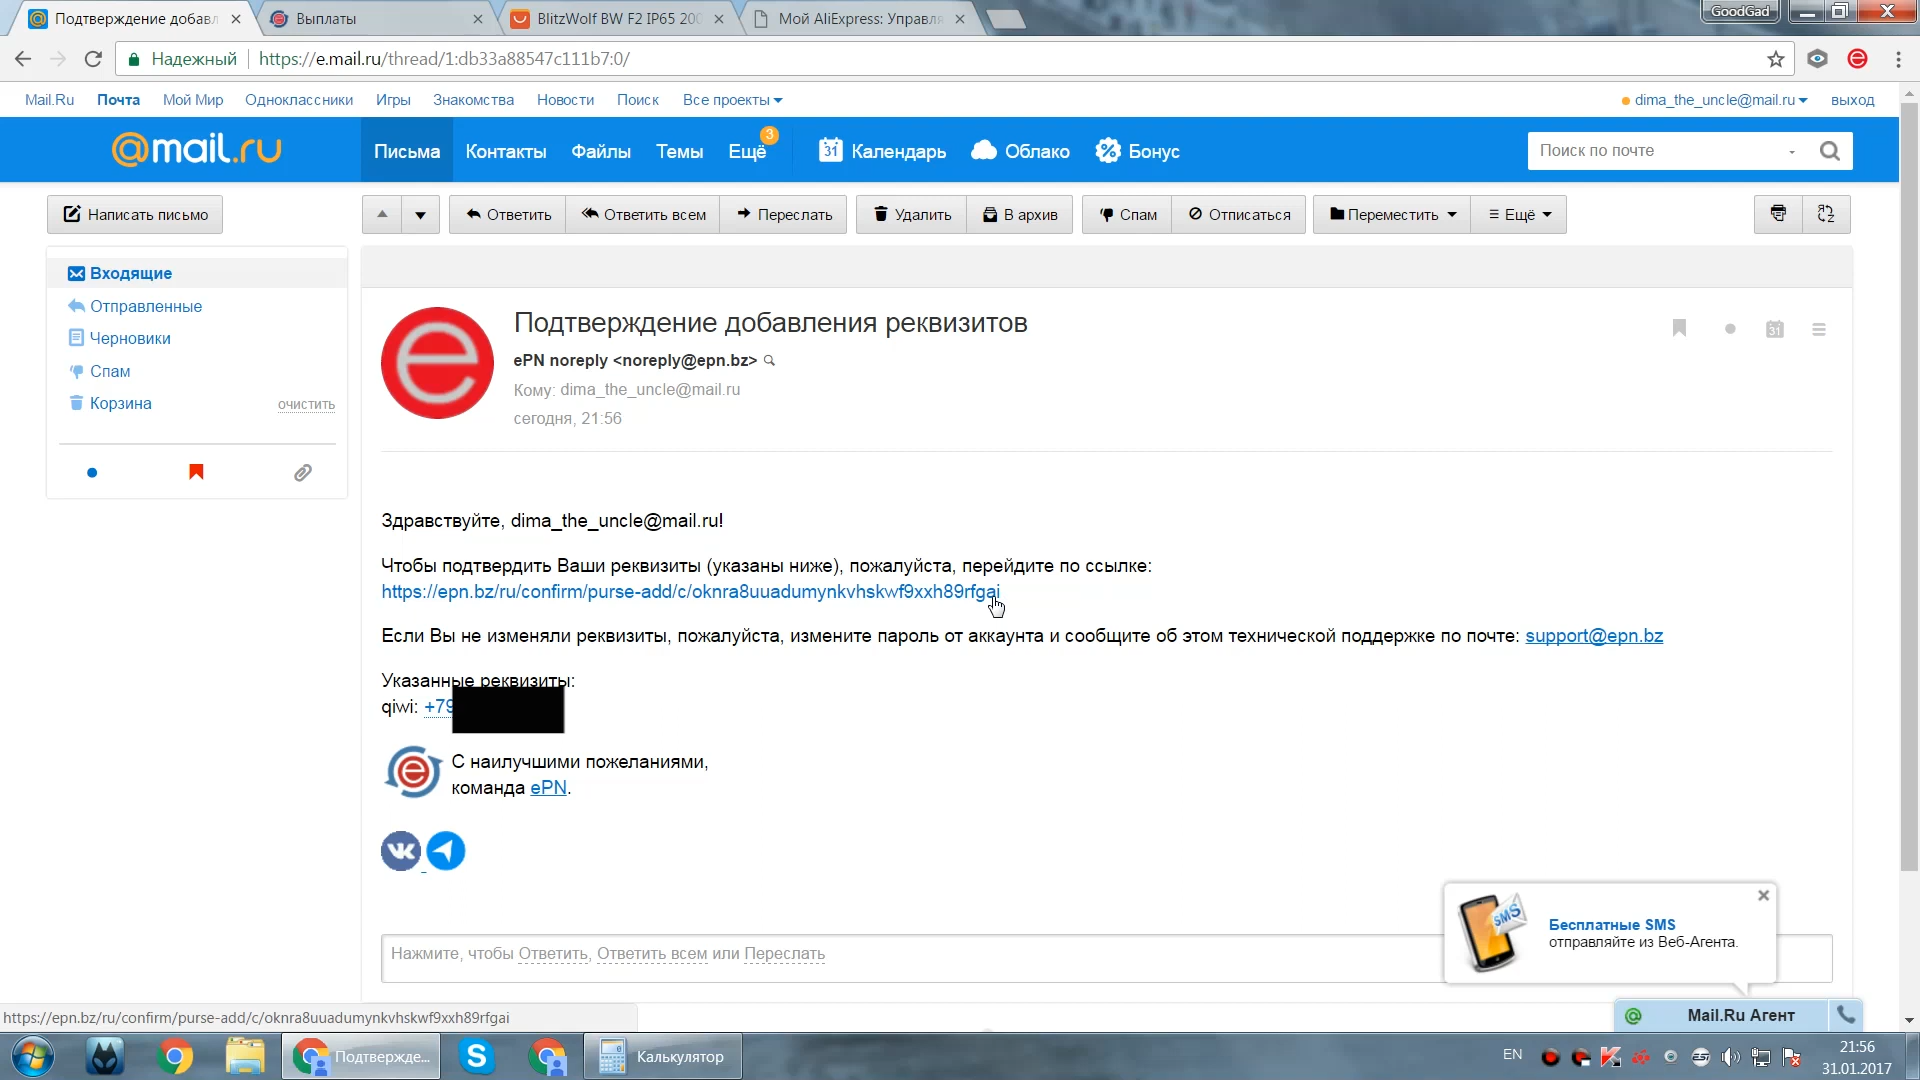 Подтверждение добавл
Выплаты
BlitzWolf BW F2 IP65 200
Мой AliExpress: Управля
GoodGad
Надежный
https://e.mail.ru/thread/1:db33a88547c111b7:0/
Mail.Ru Почта Мой Мир Одноклассники Игры Знакомства Новости Поиск Все проекты
dima_the_uncle@mail.ru выход
@mail.ru
Письма Контакты Файлы Темы Ещё 3
31 Календарь Облако Бонус
Поиск по почте
Написать письмо
Ответить Ответить всем Переслать Удалить В архив Спам Отписаться Переместить Ещё
Входящие
Отправленные
Черновики
Спам
Корзина очистить
Подтверждение добавления реквизитов
31
ePN noreply <noreply@epn.bz>
Кому: dima_the_uncle@mail.ru
сегодня, 21:56
Здравствуйте, dima_the_uncle@mail.ru!
Чтобы подтвердить Ваши реквизиты (указаны ниже), пожалуйста, перейдите по ссылке:
https://epn.bz/ru/confirm/purse-add/c/oknra8uuadumynkvhskwf9xxh89rfgai
Если Вы не изменяли реквизиты, пожалуйста, измените пароль от аккаунта и сообщите об этом технической поддержке по почте: support@epn.bz
Указанные реквизиты:
qiwi: +79
С наилучшими пожеланиями,
команда ePN.
Нажмите, чтобы Ответить, Ответить всем или Переслать
SMS
Бесплатные SMS
отправляйте из Веб-Агента.
Mail.Ru Агент
https://epn.bz/ru/confirm/purse-add/c/oknra8uuadumynkvhskwf9xxh89rfgai
Подтвержде...
Калькулятор
EN
21:56
31.01.2017